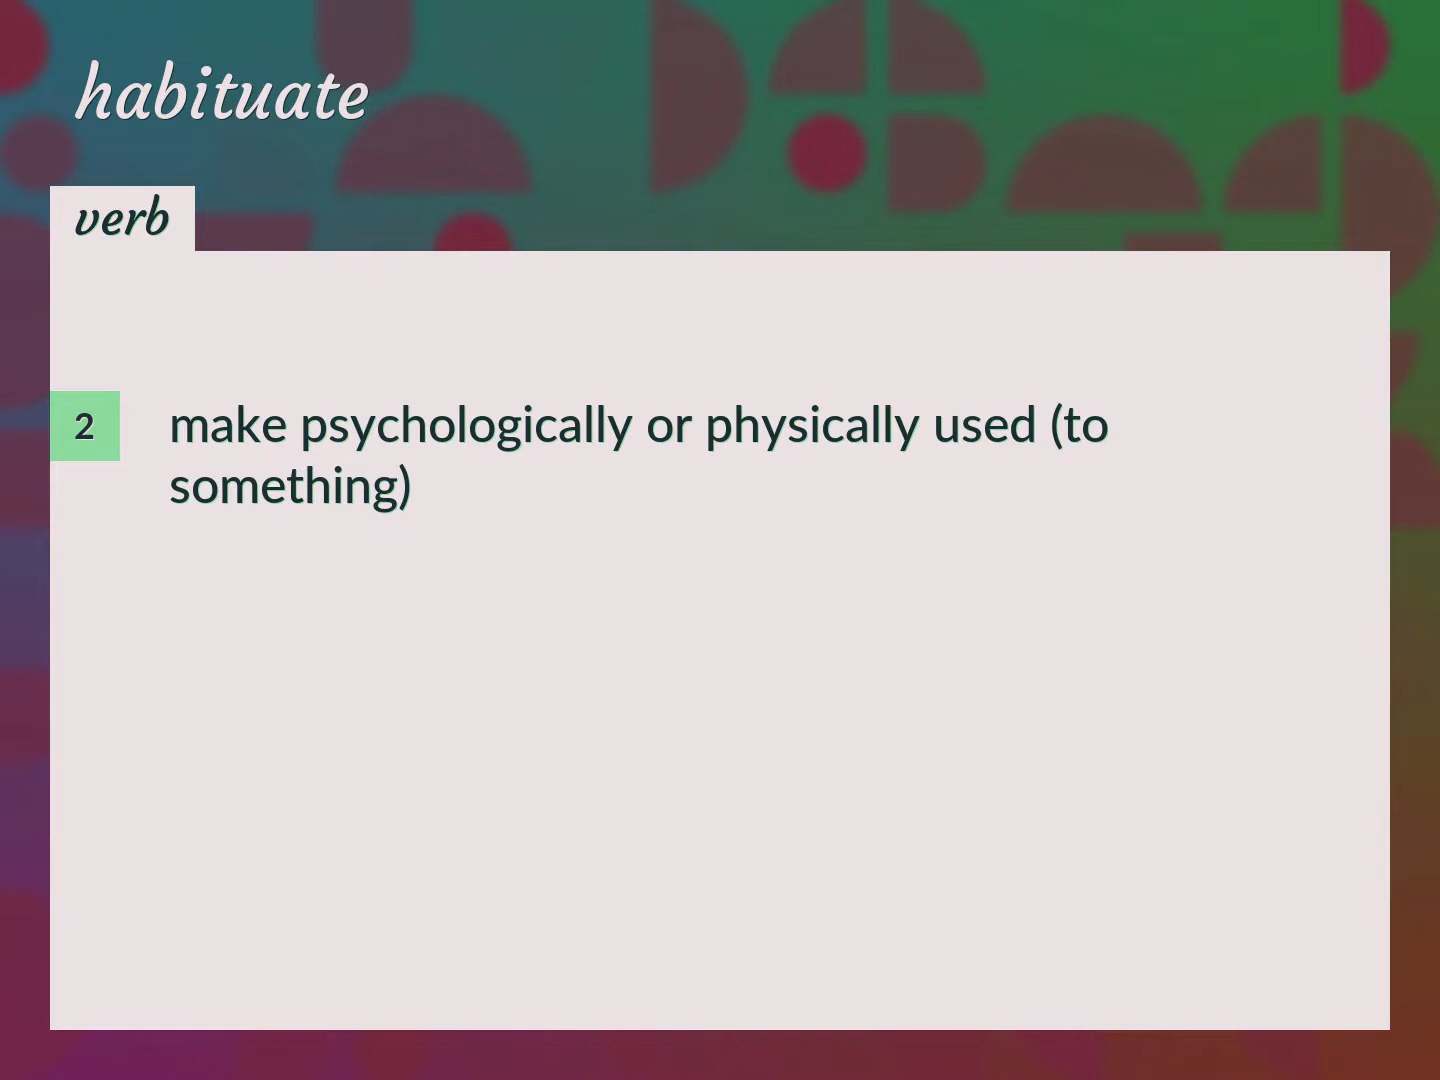 habituate
verb
2 make psychologically or physically used (to
something)